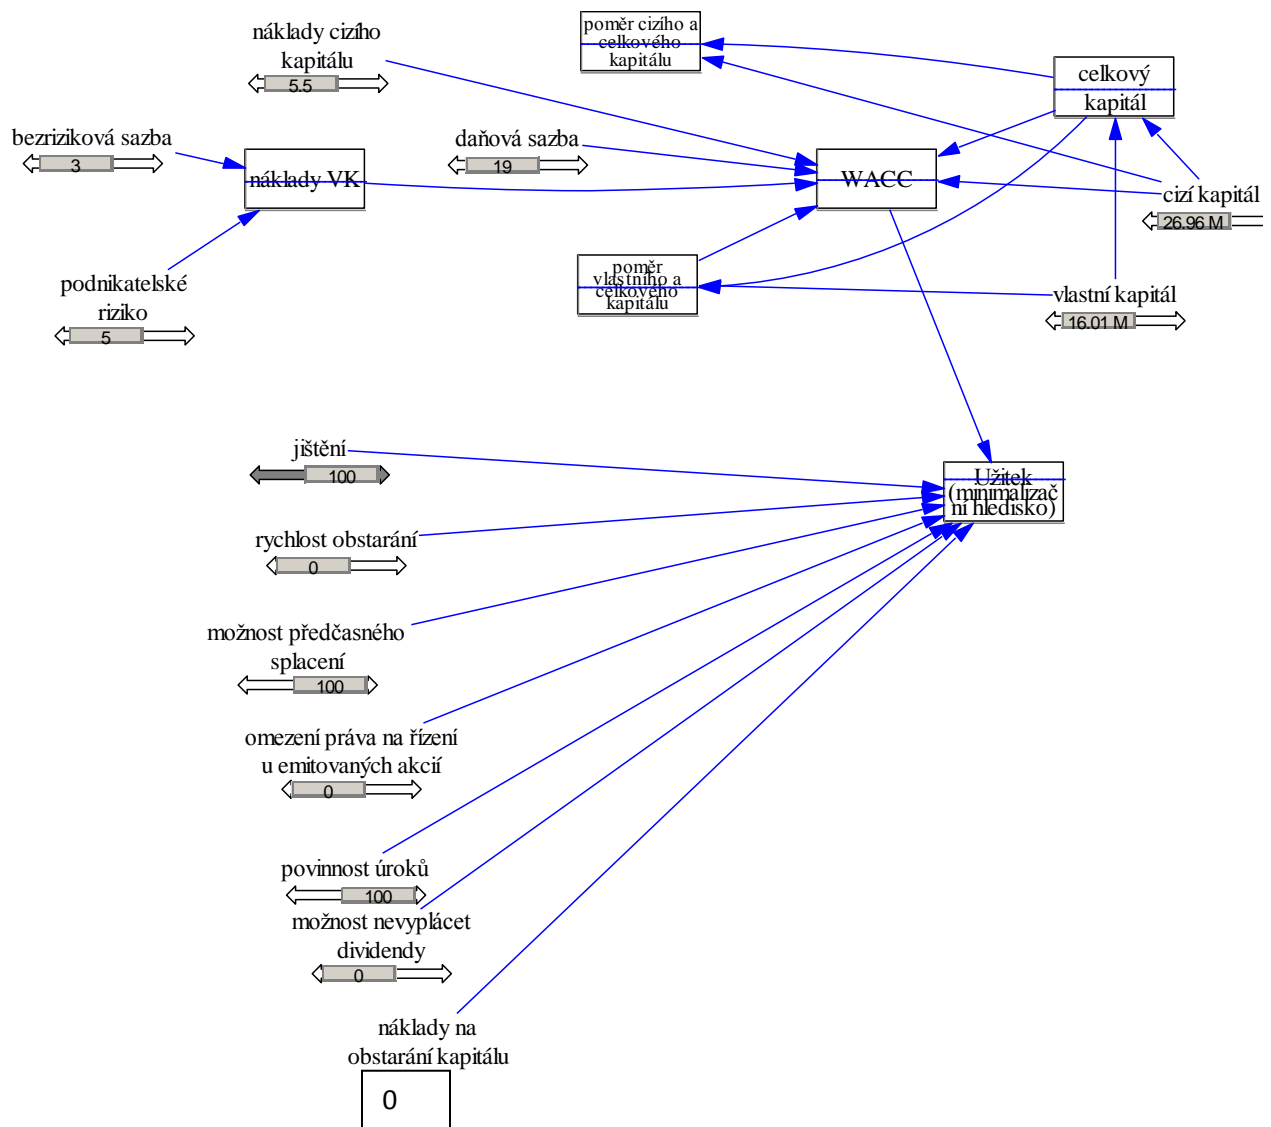 náklady cizího
kapitálu
5.5
poměr cizího a
celkového
kapitálu
celkový
kapitál
bezriziková sazba
3
daňová sazba
19
náklady VK
WACC
cizí kapitál
26.96 M
podnikatelské
riziko
5
poměr
vlastního a
celkového
kapitálu
vlastní kapitál
16.01 M
jištění
100
Užitek
(minimalizač
ní hledisko)
rychlost obstarání
0
možnost předčasného
splacení
100
omezení práva na řízení
u emitovaných akcií
0
povinnost úroků
100
možnost nevyplácet
dividendy
0
náklady na
obstarání kapitálu
0